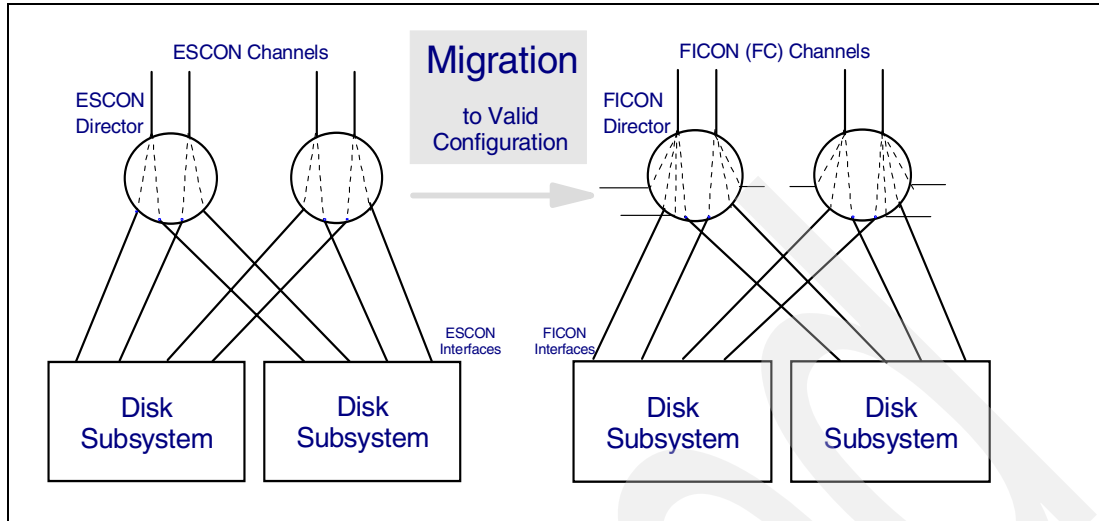 ESCON Channels
ESCON
Director
Migration
to Valid
Configuration
FICON (FC) Channels
FICON
Director
ESCON
Interfaces
FICON
Interfaces
Disk
Subsystem
Disk
Subsystem
Disk
Subsystem
Disk
Subsystem